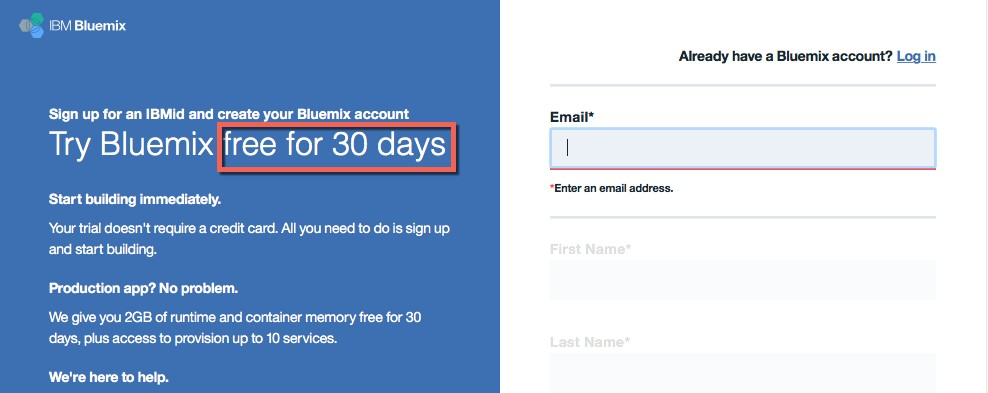 IBM Bluemix
Sign up for an IBMid and create your Bluemix account
Try Bluemix free for 30 days
Start building immediately.
Your trial doesn't require a credit card. All you need to do is sign up
and start building.
Production app? No problem.
We give you 2GB of runtime and container memory free for 30
days, plus access to provision up to 10 services.
We're here to help.
Already have a Bluemix account? Log in
Email*
*Enter an email address.
First Name*
Last Name*